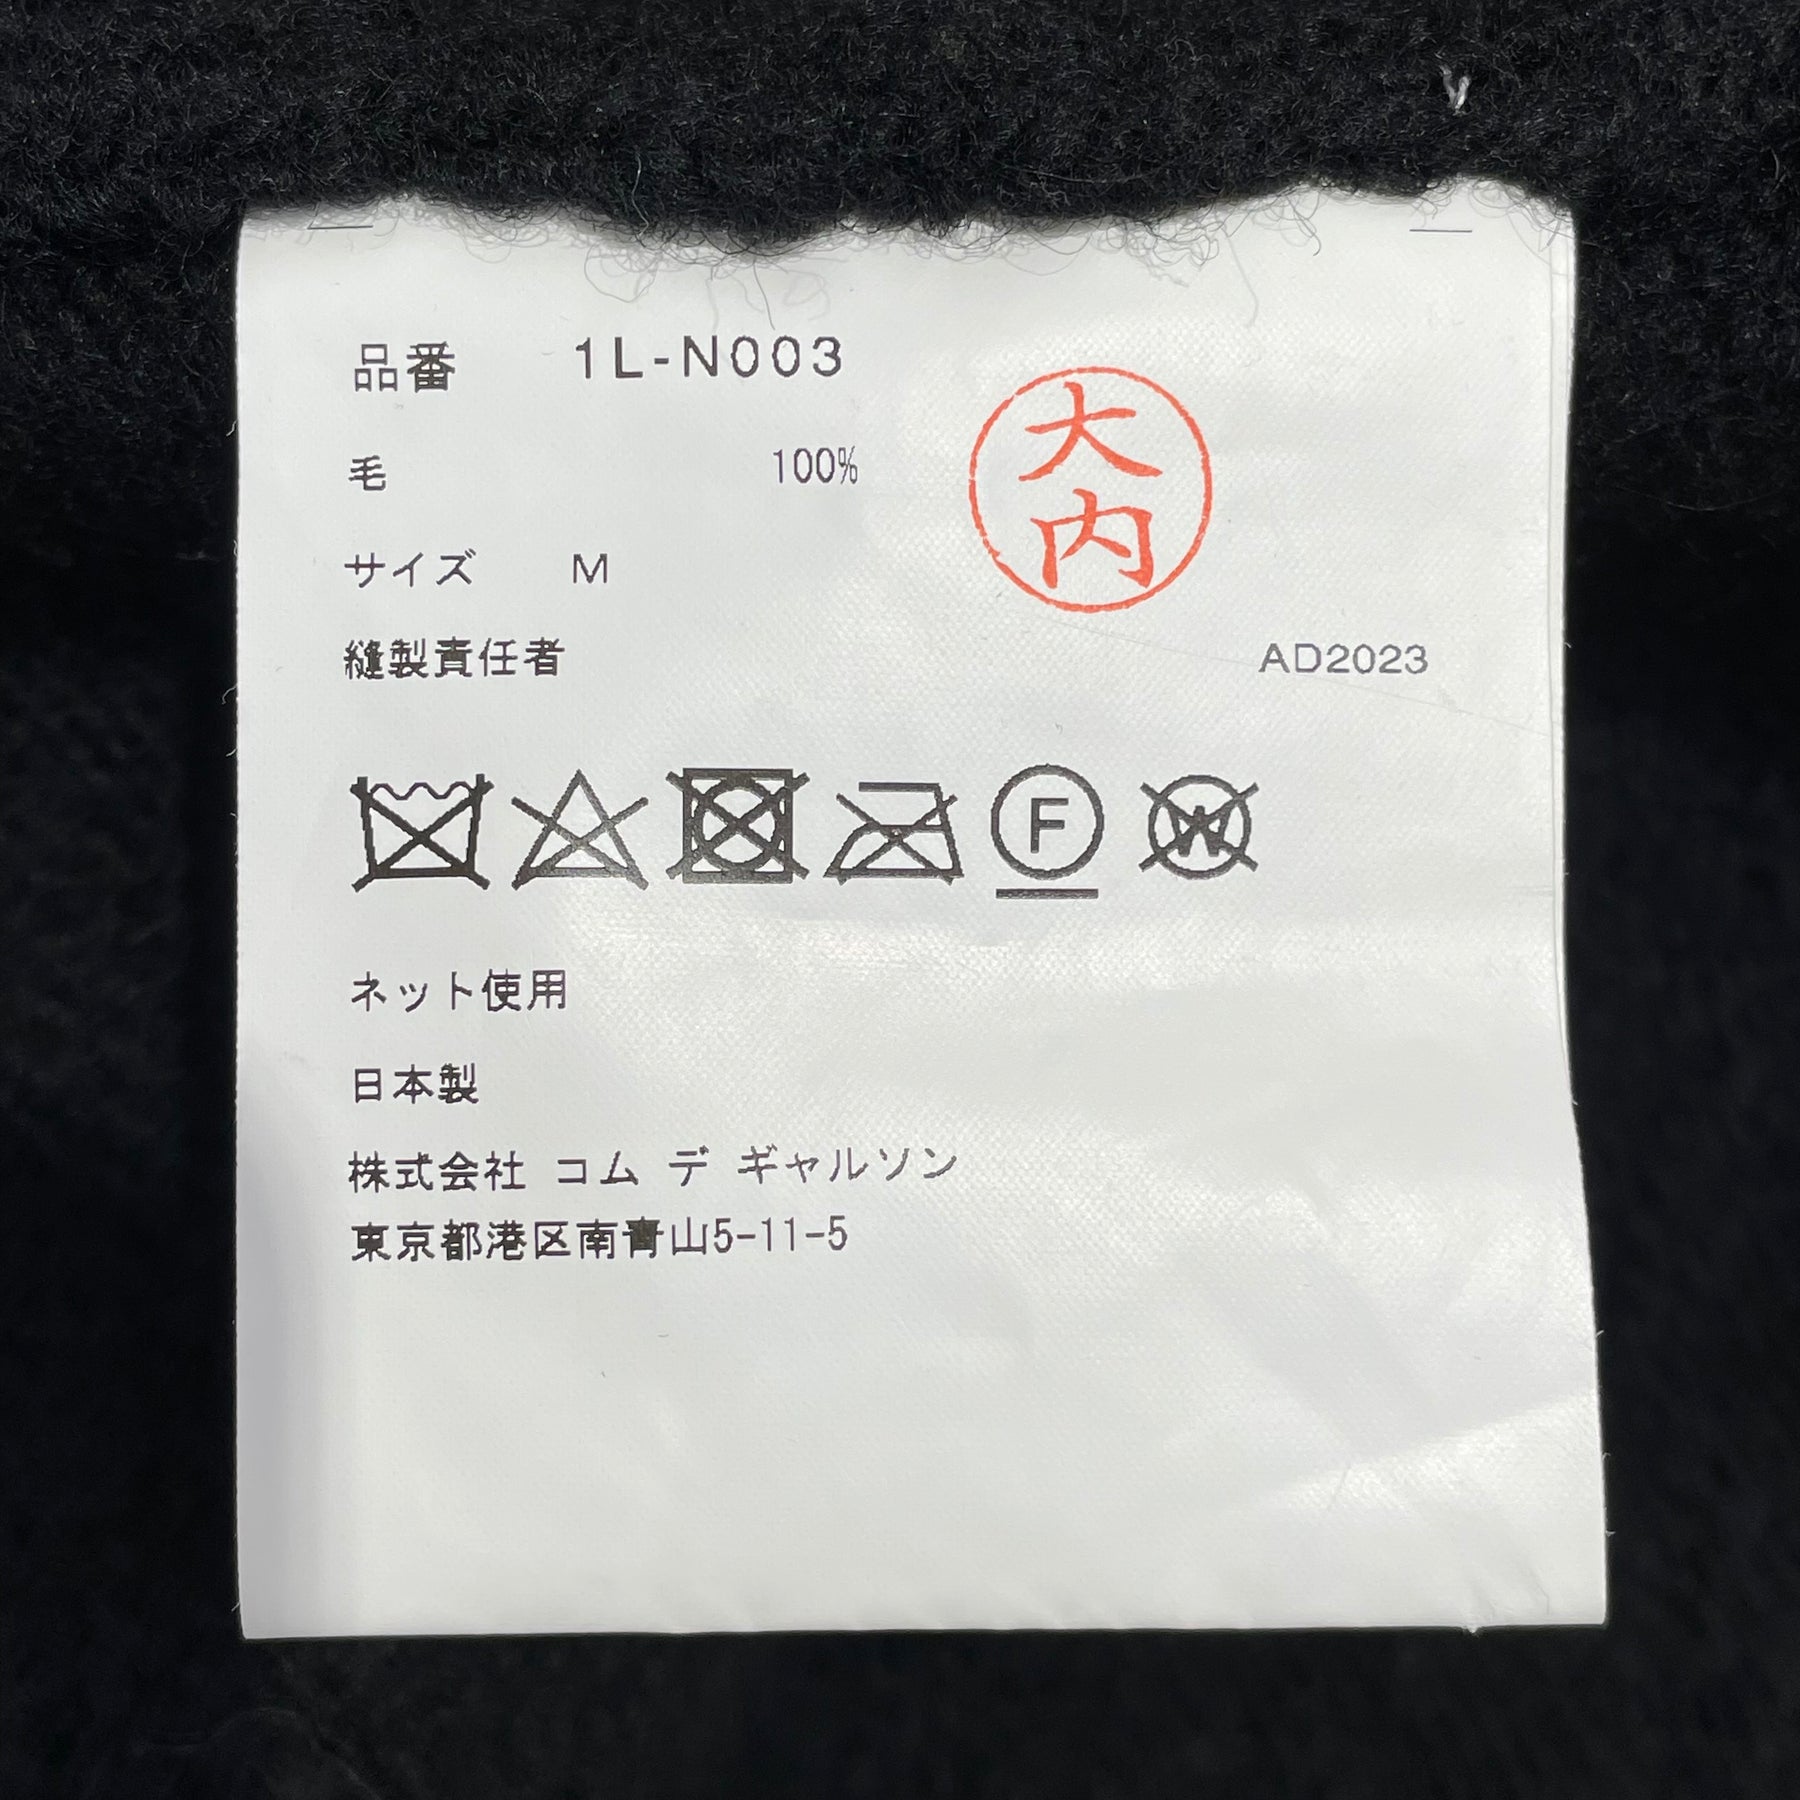 品番 1L-N003
毛 100%
大内
サイズ M
縫製責任者 AD2023
F W
ネット使用
日本製
株式会社 コム デ ギャルソン
東京都港区南青山5-11-5